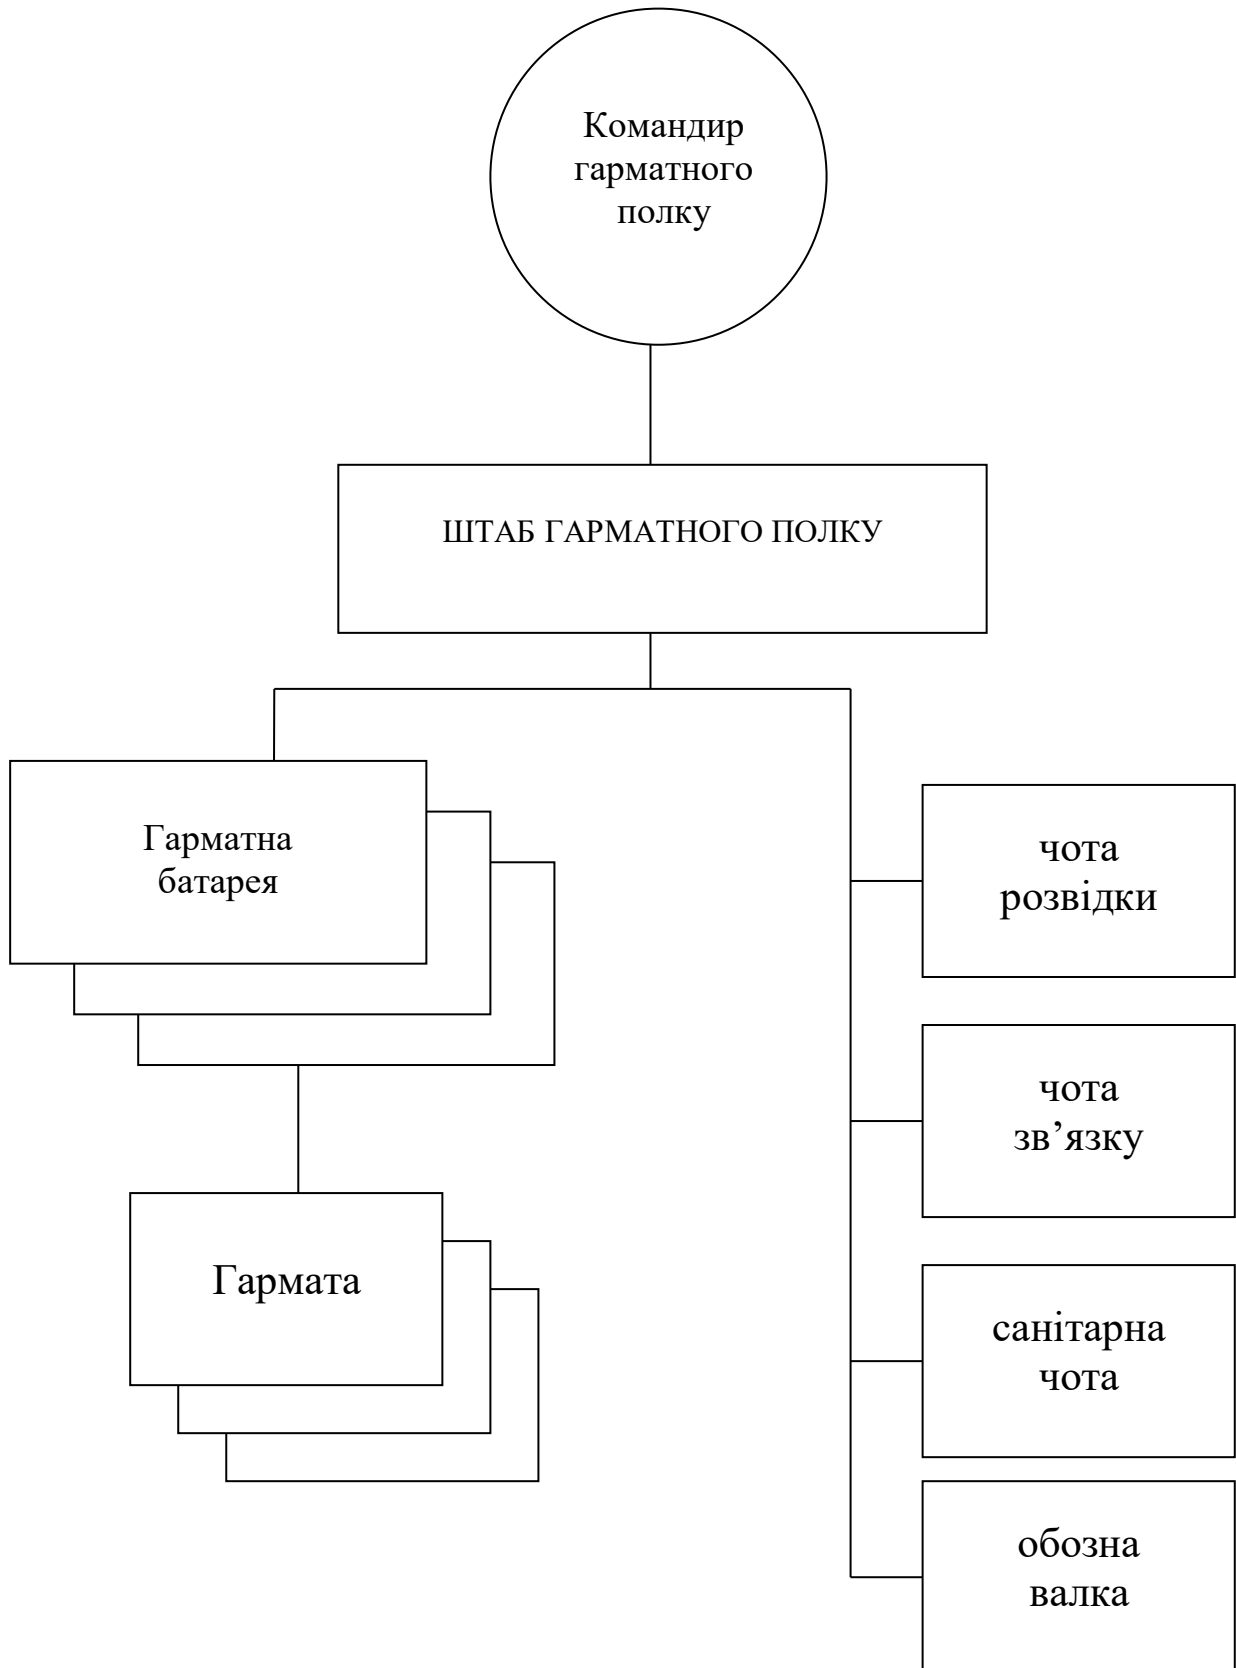 Командир
гарматного
полку
ШТАБ ГАРМАТНОГО ПОЛКУ
Гарматна
батарея
Гармата
чота
розвідки
чота
зв’язку
санітарна
чота
обозна
валка